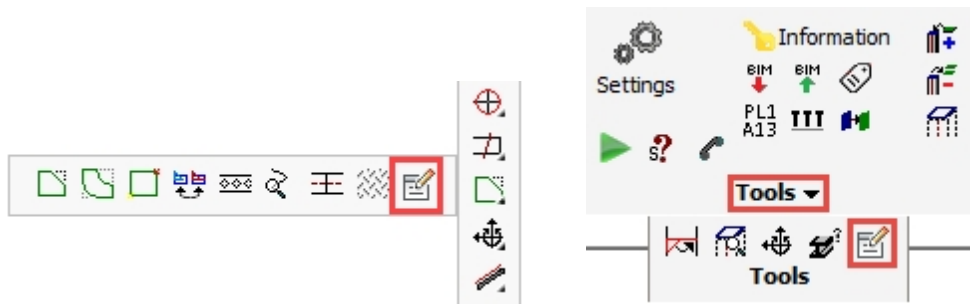 Information
Settings
BIM
BIM
PL1
A13
S?
Tools
Tools